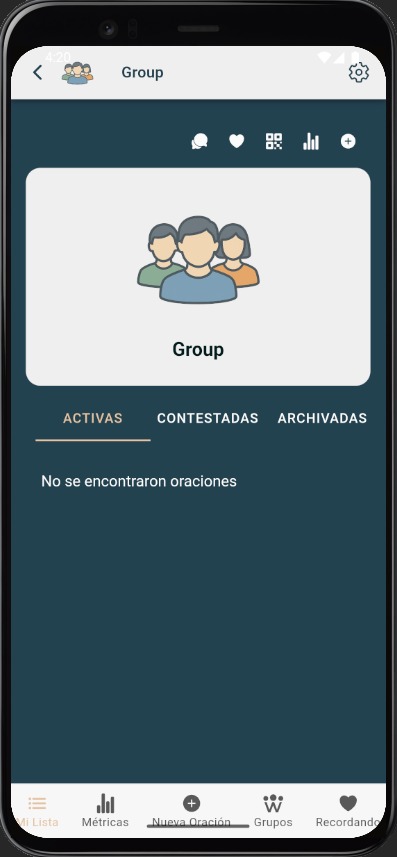 4:20
Group
Group
ACTIVAS CONTESTADAS ARCHIVADAS
No se encontraron oraciones
Mi Lista Métricas Nueva Oración Grupos Recordando